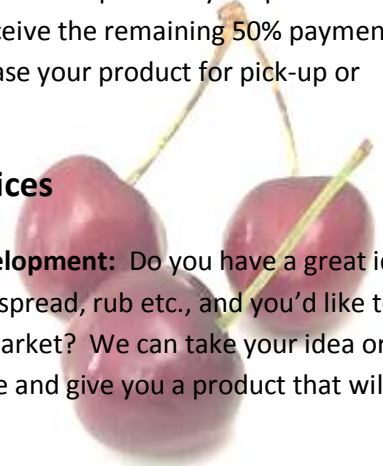 ceive the remaining 50% paymen
ase your product for pick-up or
ices
elopment: Do you have a great i
spread, rub etc., and you'd like t
arket? We can take your idea or
e and give you a product that wil